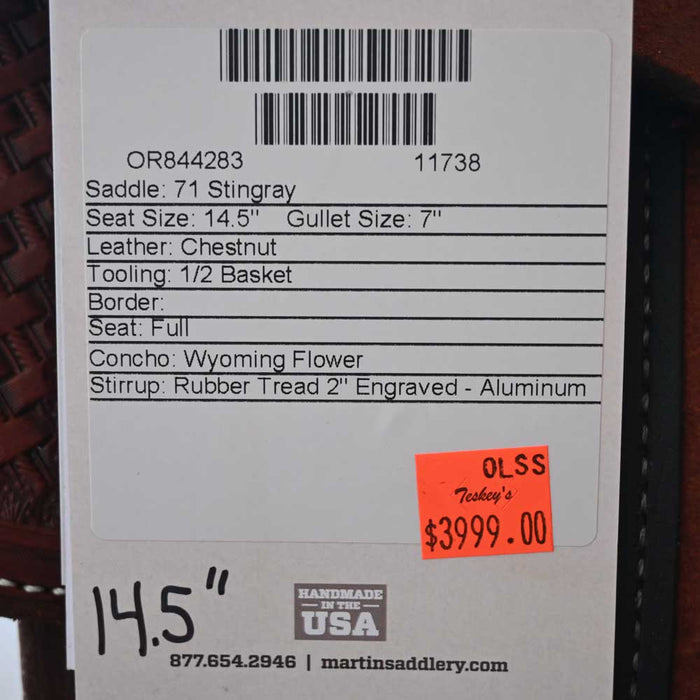 OR844283 11738
Saddle: 71 Stingray
Seat Size: 14.5" Gullet Size: 7"
Leather: Chestnut
Tooling: 1/2 Basket
Border:
Seat: Full
Concho: Wyoming Flower
Stirrup: Rubber Tread 2" Engraved - Aluminum
OLSS
Teskey's
$3999.00
14.5"
HANDMADE
IN THE
USA
877.654.2946 | martinsaddlery.com